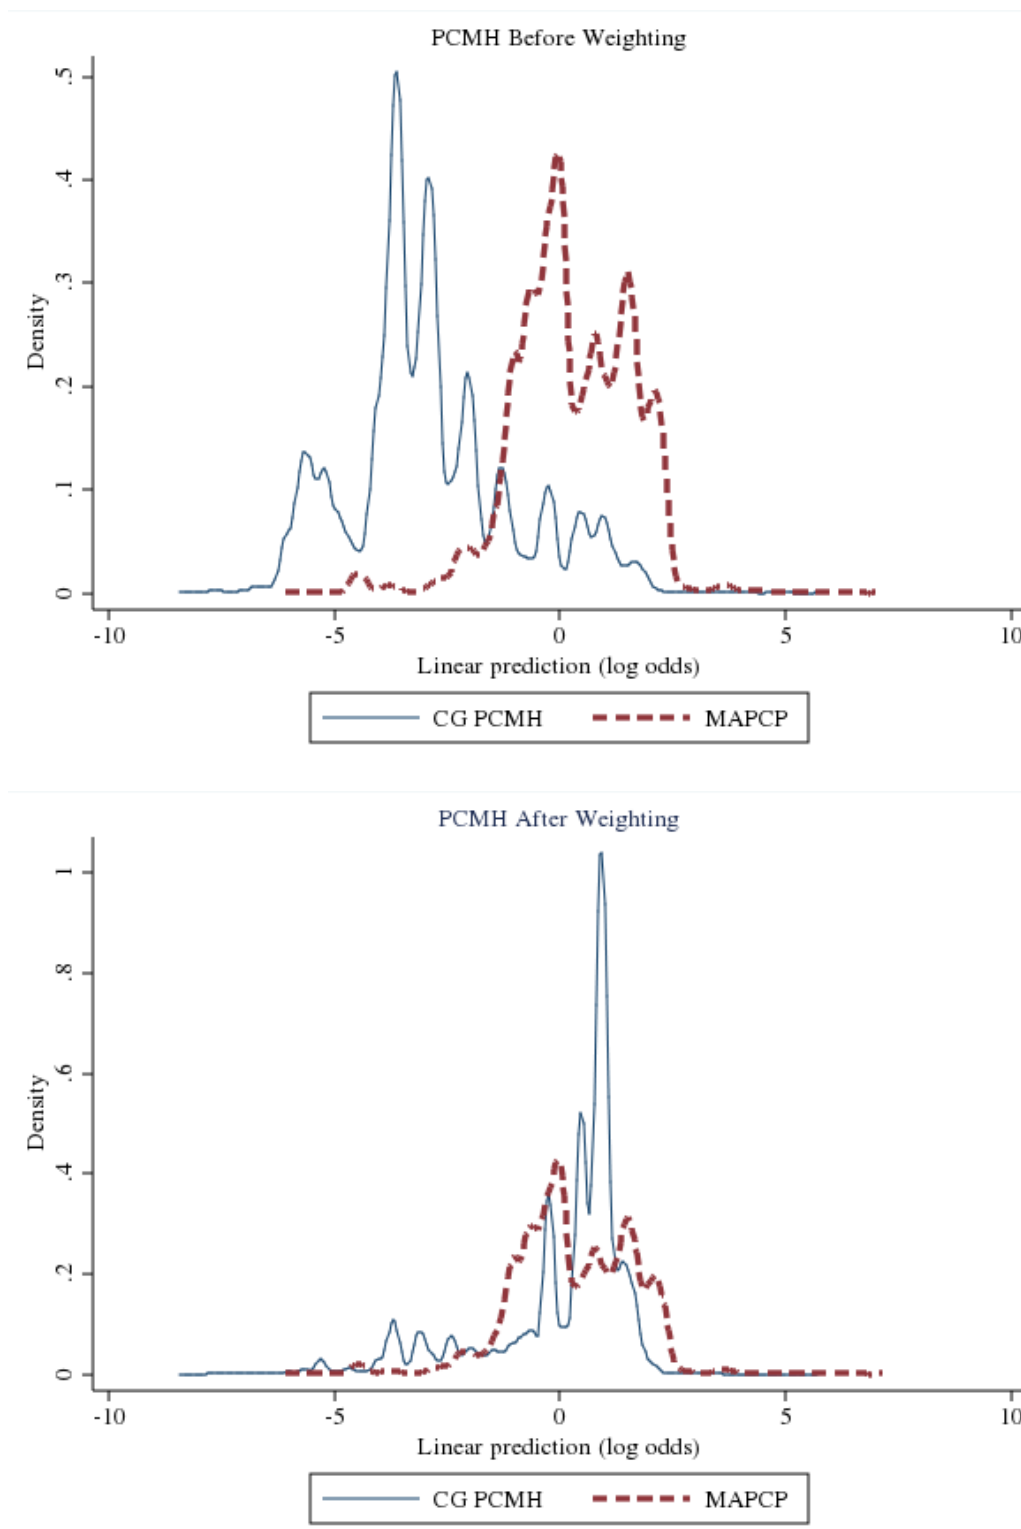 PCMH Before Weighting
.5
.4
.3
.2
.1
0
Density
-10 -5 0 5 10
Linear prediction (log odds)
CG PCMH MAPCP
PCMH After Weighting
1
.8
.6
.4
.2
0
Density
-10 -5 0 5 10
Linear prediction (log odds)
CG PCMH MAPCP